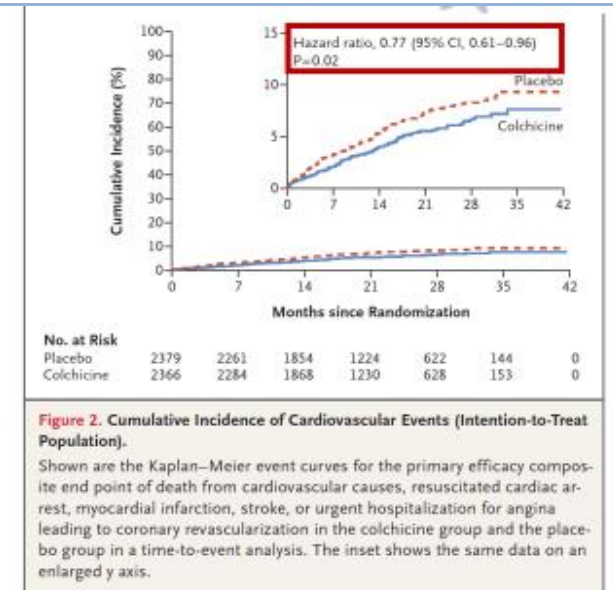 100
90
80
70
60
50
40
30
20
10
0
Cumulative Incidence (%)
15
10
5
0
Hazard ratio, 0.77 (95% CI, 0.61–0.96)
P=0.02
Placebo
Colchicine
0 7 14 21 28 35 42
0 7 14 21 28 35 42
Months since Randomization
No. at Risk
Placebo 2379 2261 1854 1224 622 144 0
Colchicine 2366 2284 1868 1230 628 153 0
Figure 2. Cumulative Incidence of Cardiovascular Events (Intention-to-Treat
Population).
Shown are the Kaplan–Meier event curves for the primary efficacy compos-
ite end point of death from cardiovascular causes, resuscitated cardiac ar-
rest, myocardial infarction, stroke, or urgent hospitalization for angina
leading to coronary revascularization in the colchicine group and the place-
bo group in a time-to-event analysis. The inset shows the same data on an
enlarged y axis.